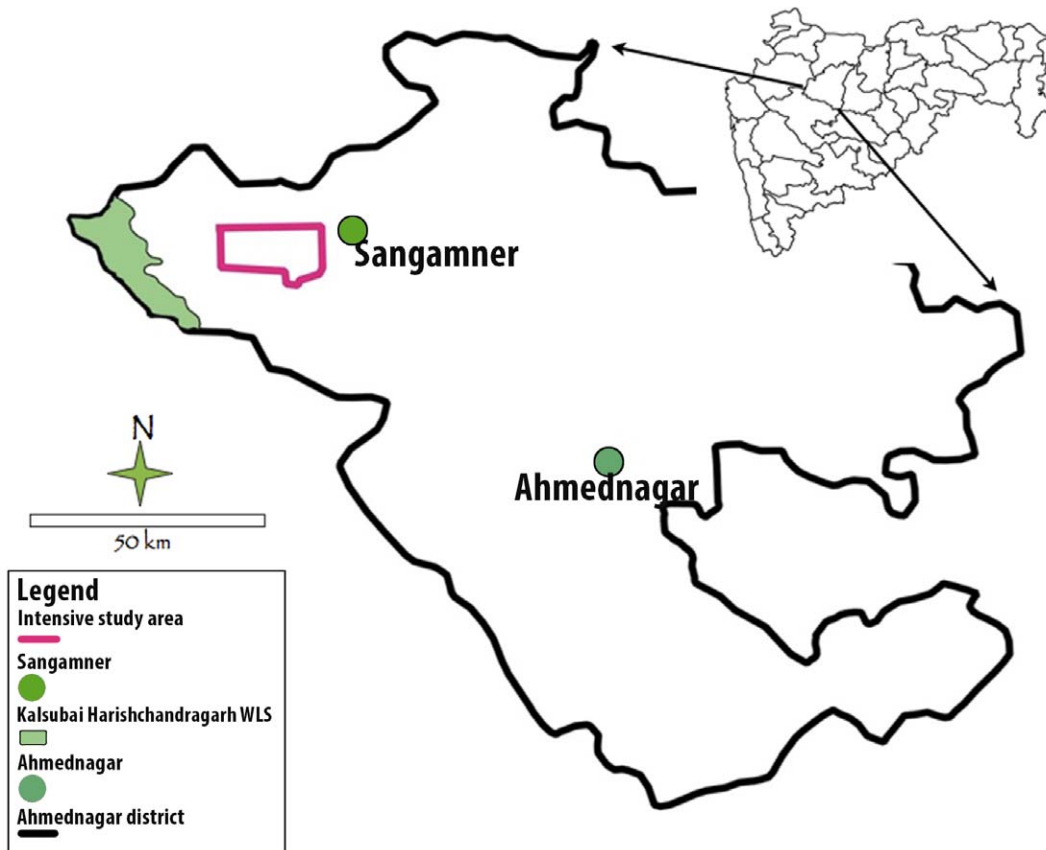 Sangamner
Ahmednagar
N
50 km
Legend
Intensive study area
Sangamner
Kalsubai Harishchandragarh WLS
Ahmednagar
Ahmednagar district